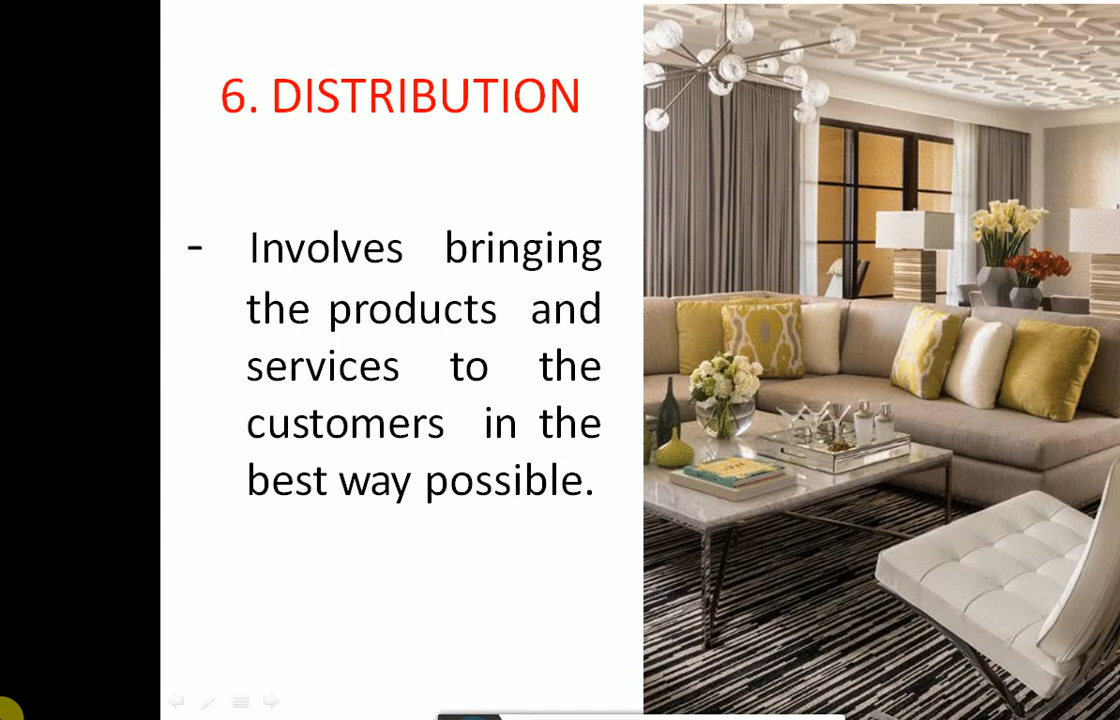 6. DISTRIBUTION
- Involves bringing
the products and
services to the
customers in the
best way possible.